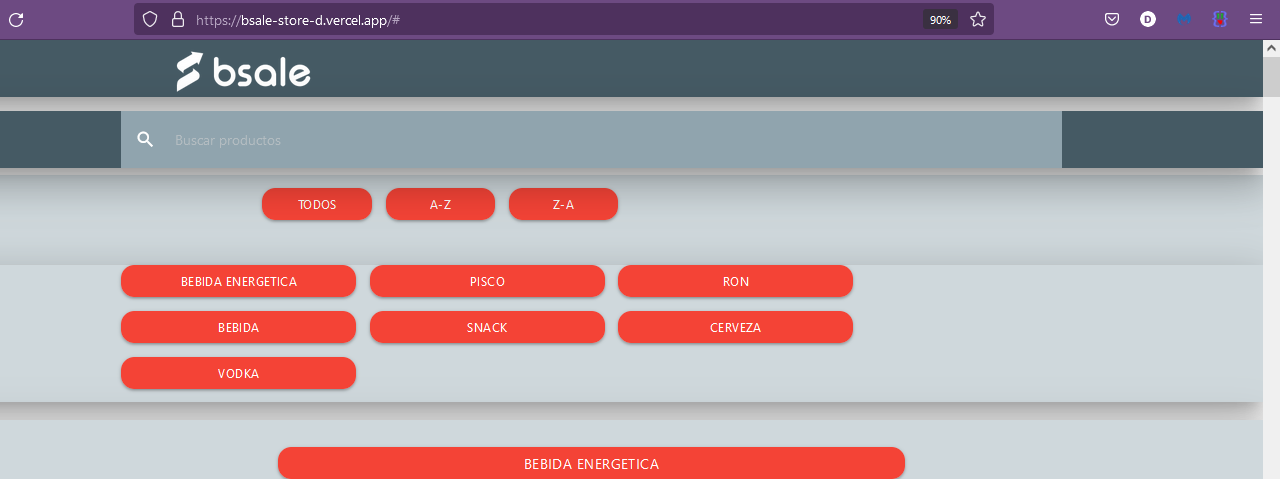 https://bsale-store-d.vercel.app/#
90%
D
bsale
Buscar productos
TODOS A-Z Z-A
BEBIDA ENERGETICA PISCO RON
BEBIDA SNACK CERVEZA
VODKA
BEBIDA ENERGETICA